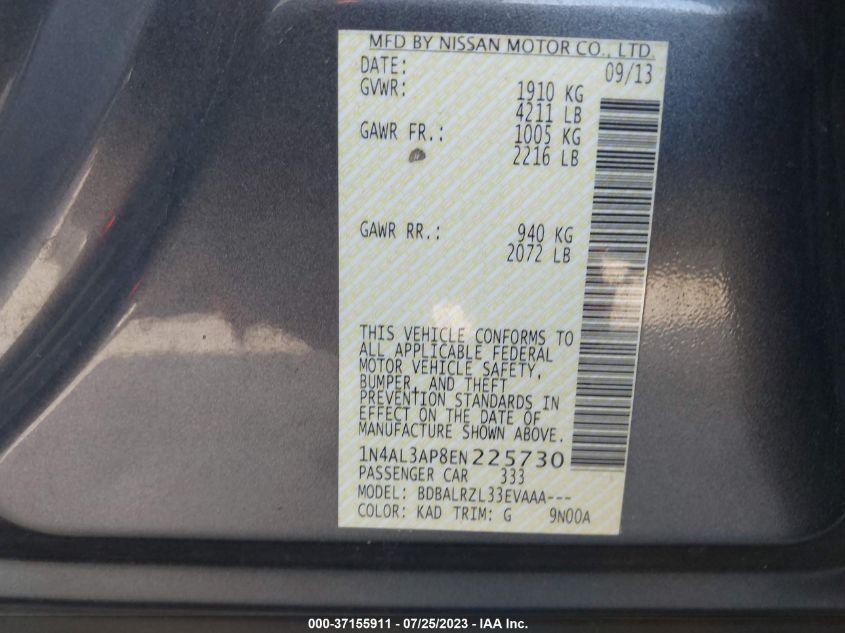 MFD BY NISSAN MOTOR CO., LTD.
DATE: 09/13
GVWR: 1910 KG
4211 LB
GAWR FR.: 1005 KG
2216 LB
GAWR RR.: 940 KG
2072 LB
THIS VEHICLE CONFORMS TO
ALL APPLICABLE FEDERAL
MOTOR VEHICLE SAFETY,
BUMPER, AND THEFT
PREVENTION STANDARDS IN
EFFECT ON THE DATE OF
MANUFACTURE SHOWN ABOVE.
1N4AL3AP8EN225730
PASSENGER CAR 333
MODEL: BDBALRZL33EVAAA---
COLOR: KAD TRIM: G 9N00A
000-37155911 / 07/25/2023 - IAA Inc.